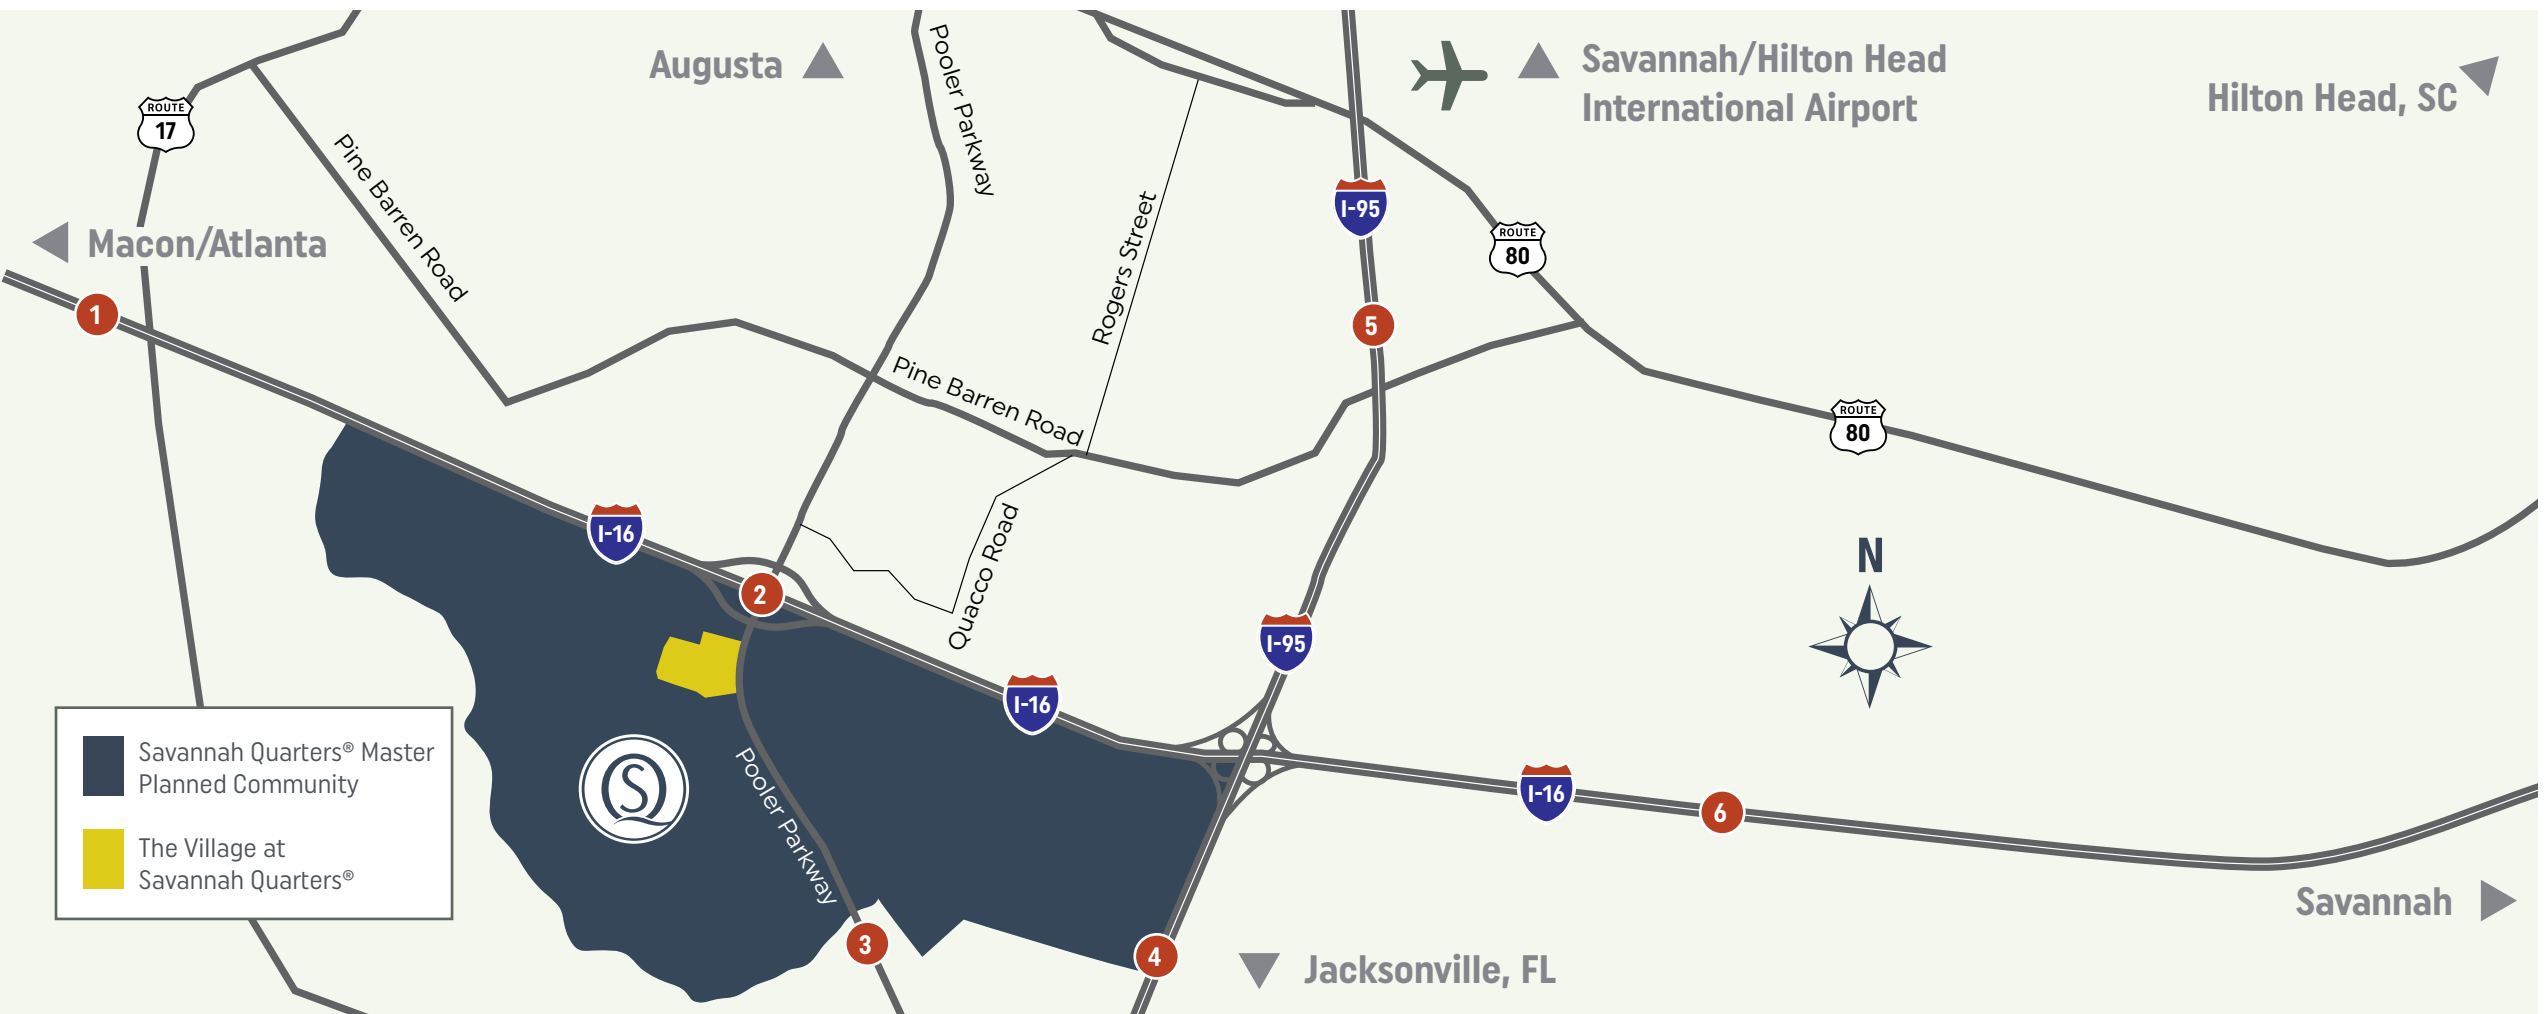 Augusta
Pooler Parkway
Savannah/Hilton Head
International Airport
Hilton Head, SC
ROUTE
17
Pine Barren Road
Macon/Atlanta
Rogers Street
I-95
ROUTE
80
1
5
Pine Barren Road
ROUTE
80
I-16
N
2
Quacco Road
I-95
I-16
Savannah Quarters® Master
Planned Community
The Village at
Savannah Quarters®
SQ
Pooler Parkway
I-16
6
3
4
Jacksonville, FL
Savannah